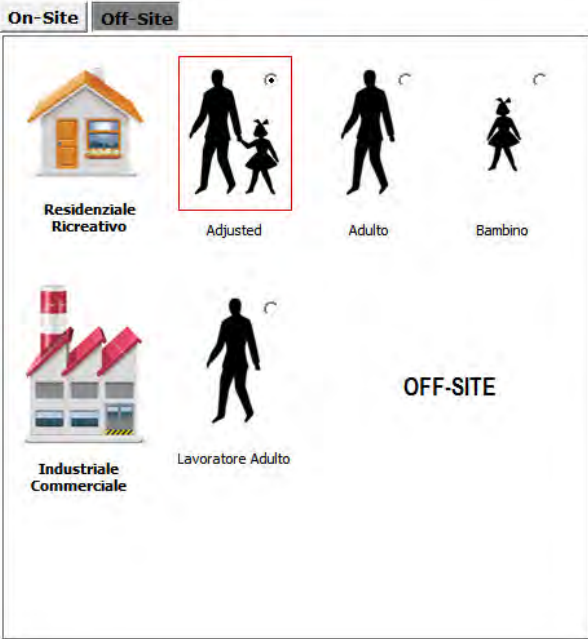 On-Site Off-Site
Residenziale
Ricreativo
Adjusted
Adulto
Bambino
Industriale
Commerciale
Lavoratore Adulto
OFF-SITE